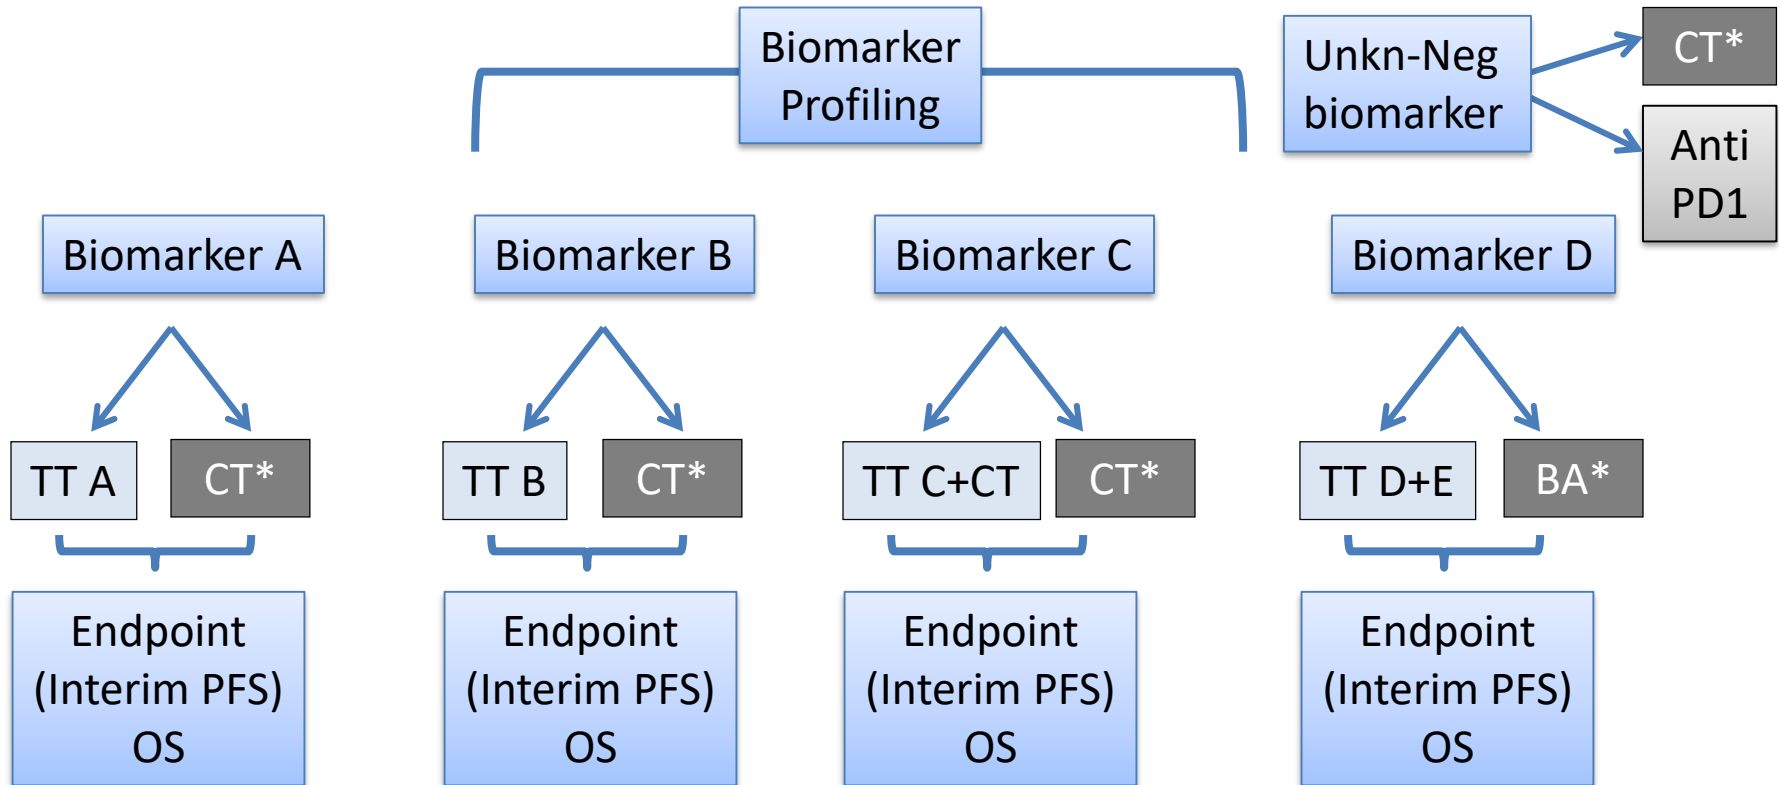 Biomarker
Profiling
Unkn-Neg
biomarker
CT*
Anti
PD1
Biomarker A
Biomarker B
Biomarker C
Biomarker D
TT A
CT*
TT B
CT*
TT C+CT
CT*
TT D+E
BA*
Endpoint
(Interim PFS)
OS
Endpoint
(Interim PFS)
OS
Endpoint
(Interim PFS)
OS
Endpoint
(Interim PFS)
OS